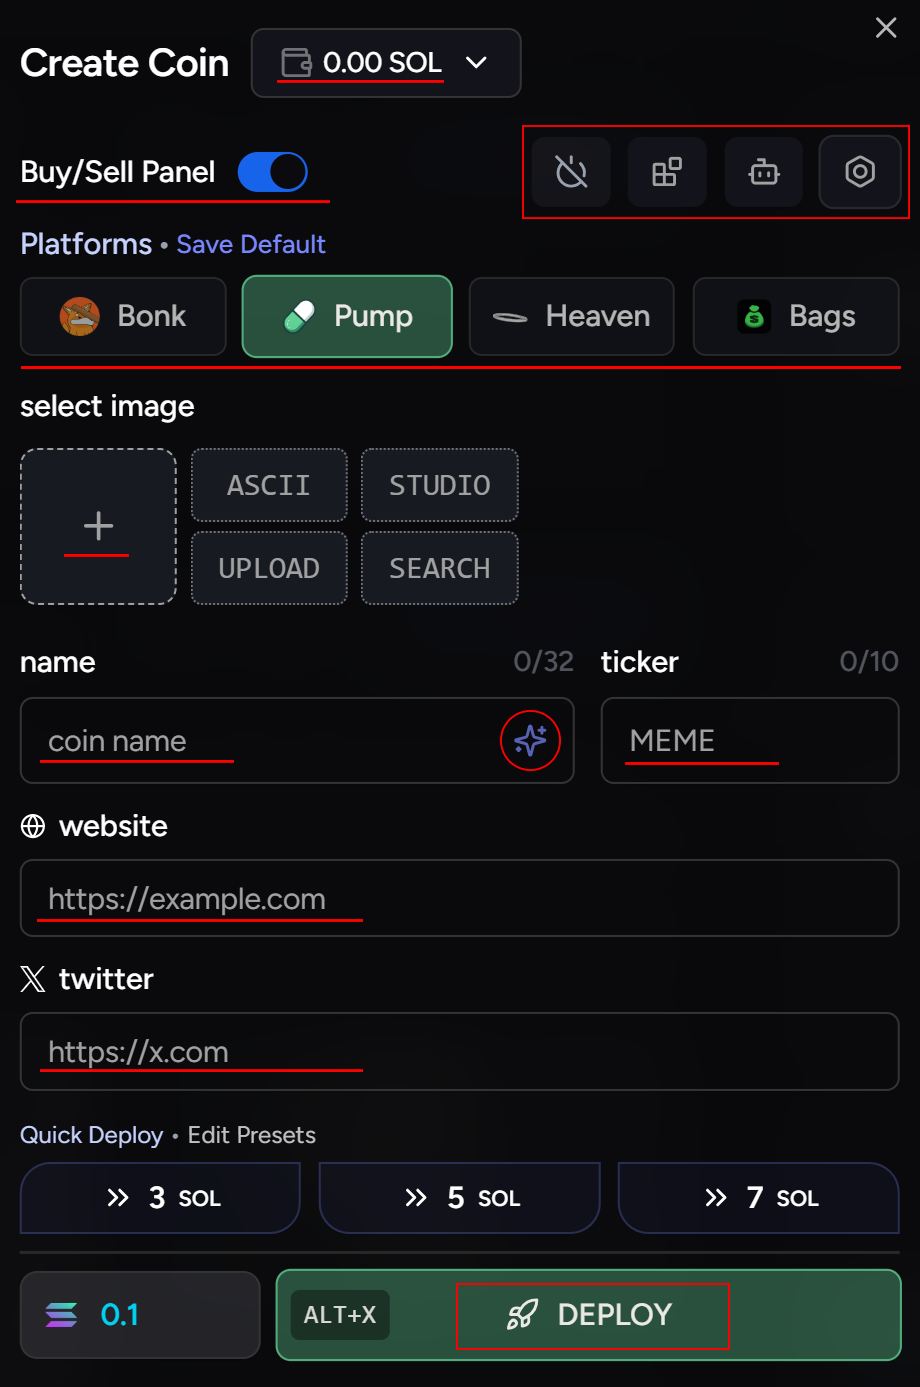 Create Coin 0.00 SOL
Buy/Sell Panel
Platforms • Save Default
Bonk Pump Heaven Bags
select image
ASCII STUDIO
UPLOAD SEARCH
name 0/32 ticker 0/10
coin name MEME
website
https://example.com
twitter
https://x.com
Quick Deploy • Edit Presets
3 SOL 5 SOL 7 SOL
0.1 ALT+X DEPLOY